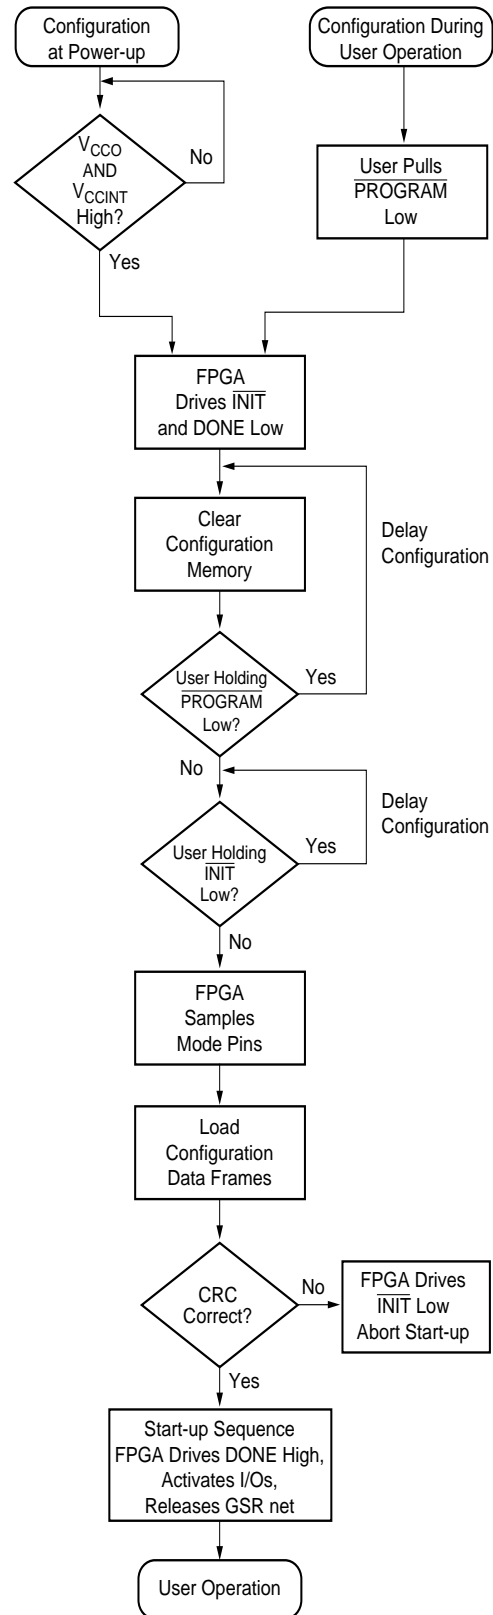 Configuration
at Power-up
Configuration During
User Operation
VCCO
AND
VCCINT
High?
No
Yes
User Pulls
PROGRAM
Low
FPGA
Drives INIT
and DONE Low
Clear
Configuration
Memory
Delay
Configuration
User Holding
PROGRAM
Low?
Yes
No
Delay
Configuration
User Holding
INIT
Low?
Yes
No
FPGA
Samples
Mode Pins
Load
Configuration
Data Frames
CRC
Correct?
No
FPGA Drives
INIT Low
Abort Start-up
Yes
Start-up Sequence
FPGA Drives DONE High,
Activates I/Os,
Releases GSR net
User Operation